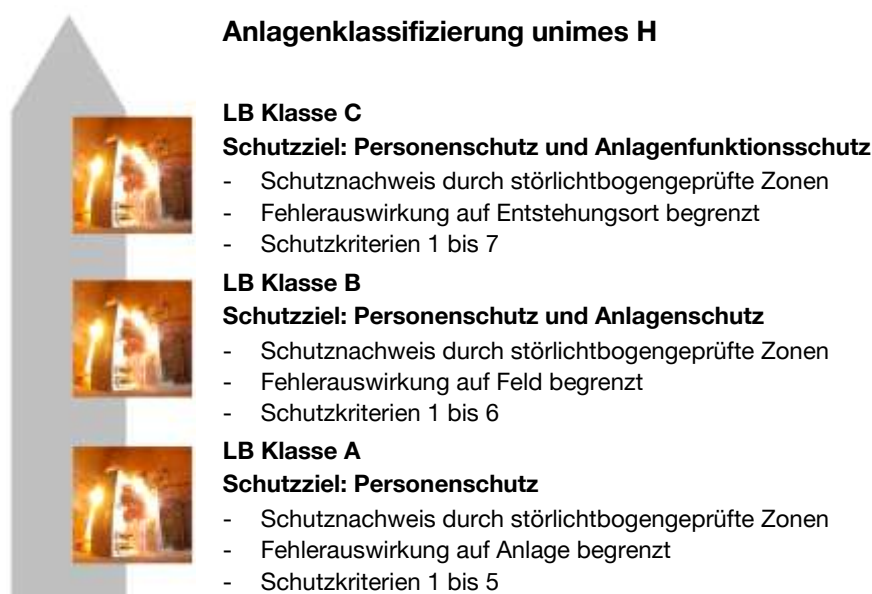 Anlagenklassifizierung unimes H
LB Klasse C
Schutzziel: Personenschutz und Anlagenfunktionsschutz
- Schutznachweis durch störlichtbogengeprüfte Zonen
- Fehlerauswirkung auf Entstehungsort begrenzt
- Schutzkriterien 1 bis 7
LB Klasse B
Schutzziel: Personenschutz und Anlagenschutz
- Schutznachweis durch störlichtbogengeprüfte Zonen
- Fehlerauswirkung auf Feld begrenzt
- Schutzkriterien 1 bis 6
LB Klasse A
Schutzziel: Personenschutz
- Schutznachweis durch störlichtbogengeprüfte Zonen
- Fehlerauswirkung auf Anlage begrenzt
- Schutzkriterien 1 bis 5